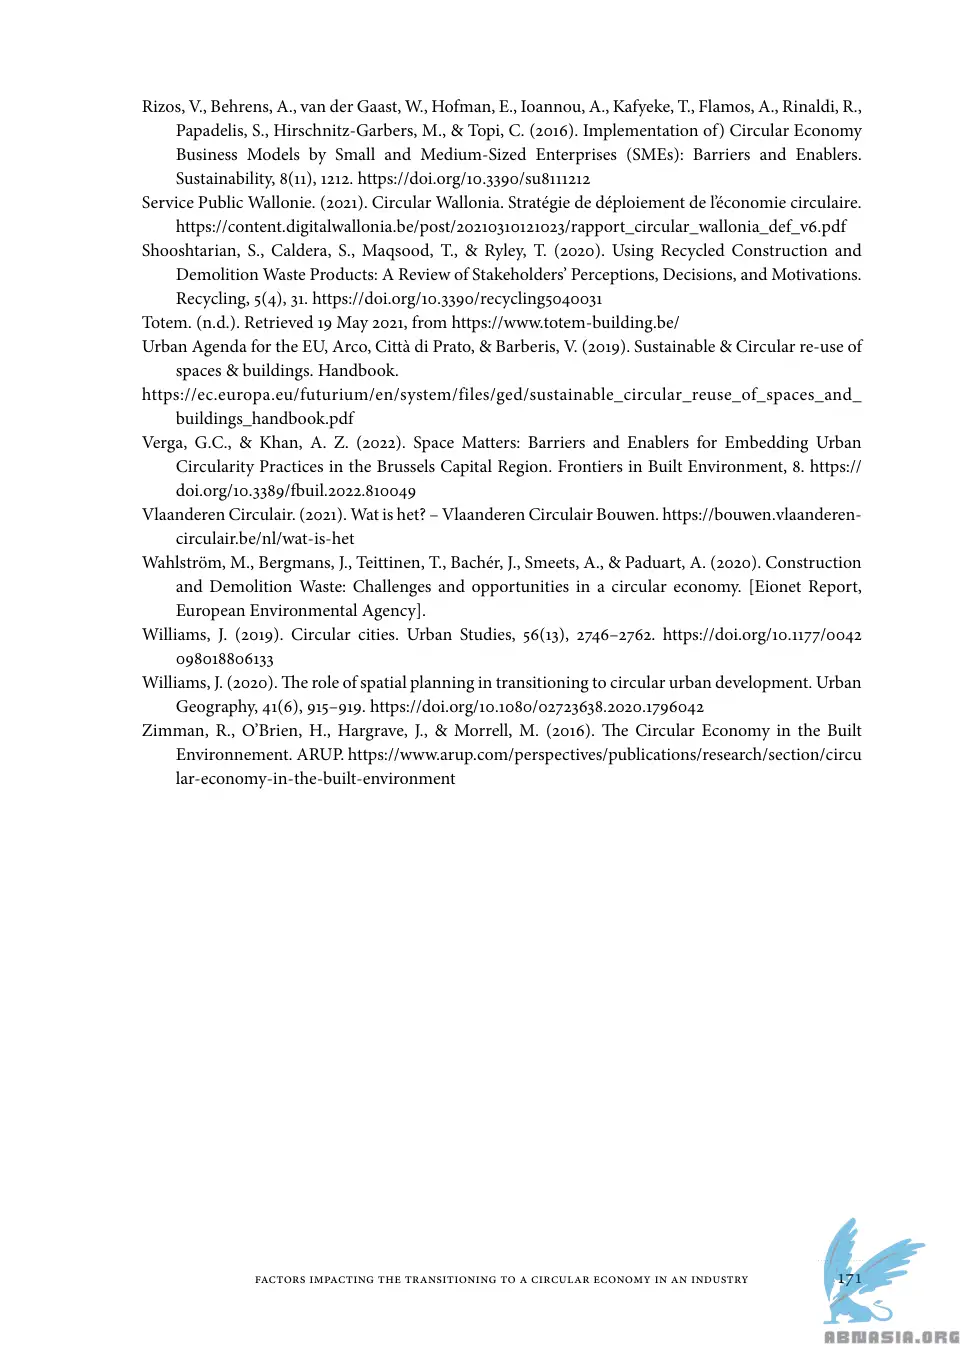 Rizos, V., Behrens, A., van der Gaast, W., Hofman, E., Ioannou, A., Kafyeke, T., Flamos, A., Rinaldi, R.,
Papadelis, S., Hirschnitz-Garbers, M., & Topi, C. (2016). Implementation of) Circular Economy
Business Models by Small and Medium-Sized Enterprises (SMEs): Barriers and Enablers.
Sustainability, 8(11), 1212. https://doi.org/10.3390/su8111212
Service Public Wallonie. (2021). Circular Wallonia. Stratégie de déploiement de l’économie circulaire.
https://content.digitalwallonia.be/post/20210310121023/rapport_circular_wallonia_def_v6.pdf
Shooshtarian, S., Caldera, S., Maqsood, T., & Ryley, T. (2020). Using Recycled Construction and
Demolition Waste Products: A Review of Stakeholders’ Perceptions, Decisions, and Motivations.
Recycling, 5(4), 31. https://doi.org/10.3390/recycling5040031
Totem. (n.d.). Retrieved 19 May 2021, from https://www.totem-building.be/
Urban Agenda for the EU, Arco, Città di Prato, & Barberis, V. (2019). Sustainable & Circular re-use of
spaces & buildings. Handbook.
https://ec.europa.eu/futurium/en/system/files/ged/sustainable_circular_reuse_of_spaces_and_
buildings_handbook.pdf
Verga, G.C., & Khan, A. Z. (2022). Space Matters: Barriers and Enablers for Embedding Urban
Circularity Practices in the Brussels Capital Region. Frontiers in Built Environment, 8. https://
doi.org/10.3389/fbuil.2022.810049
Vlaanderen Circulair. (2021). Wat is het? – Vlaanderen Circulair Bouwen. https://bouwen.vlaanderen-
circulair.be/nl/wat-is-het
Wahlström, M., Bergmans, J., Teittinen, T., Bachér, J., Smeets, A., & Paduart, A. (2020). Construction
and Demolition Waste: Challenges and opportunities in a circular economy. [Eionet Report,
European Environmental Agency].
Williams, J. (2019). Circular cities. Urban Studies, 56(13), 2746–2762. https://doi.org/10.1177/0042
098018806133
Williams, J. (2020). The role of spatial planning in transitioning to circular urban development. Urban
Geography, 41(6), 915–919. https://doi.org/10.1080/02723638.2020.1796042
Zimman, R., O’Brien, H., Hargrave, J., & Morrell, M. (2016). The Circular Economy in the Built
Environnement. ARUP. https://www.arup.com/perspectives/publications/research/section/circu
lar-economy-in-the-built-environment
FACTORS IMPACTING THE TRANSITIONING TO A CIRCULAR ECONOMY IN AN INDUSTRY 171
ABNASIA.ORG